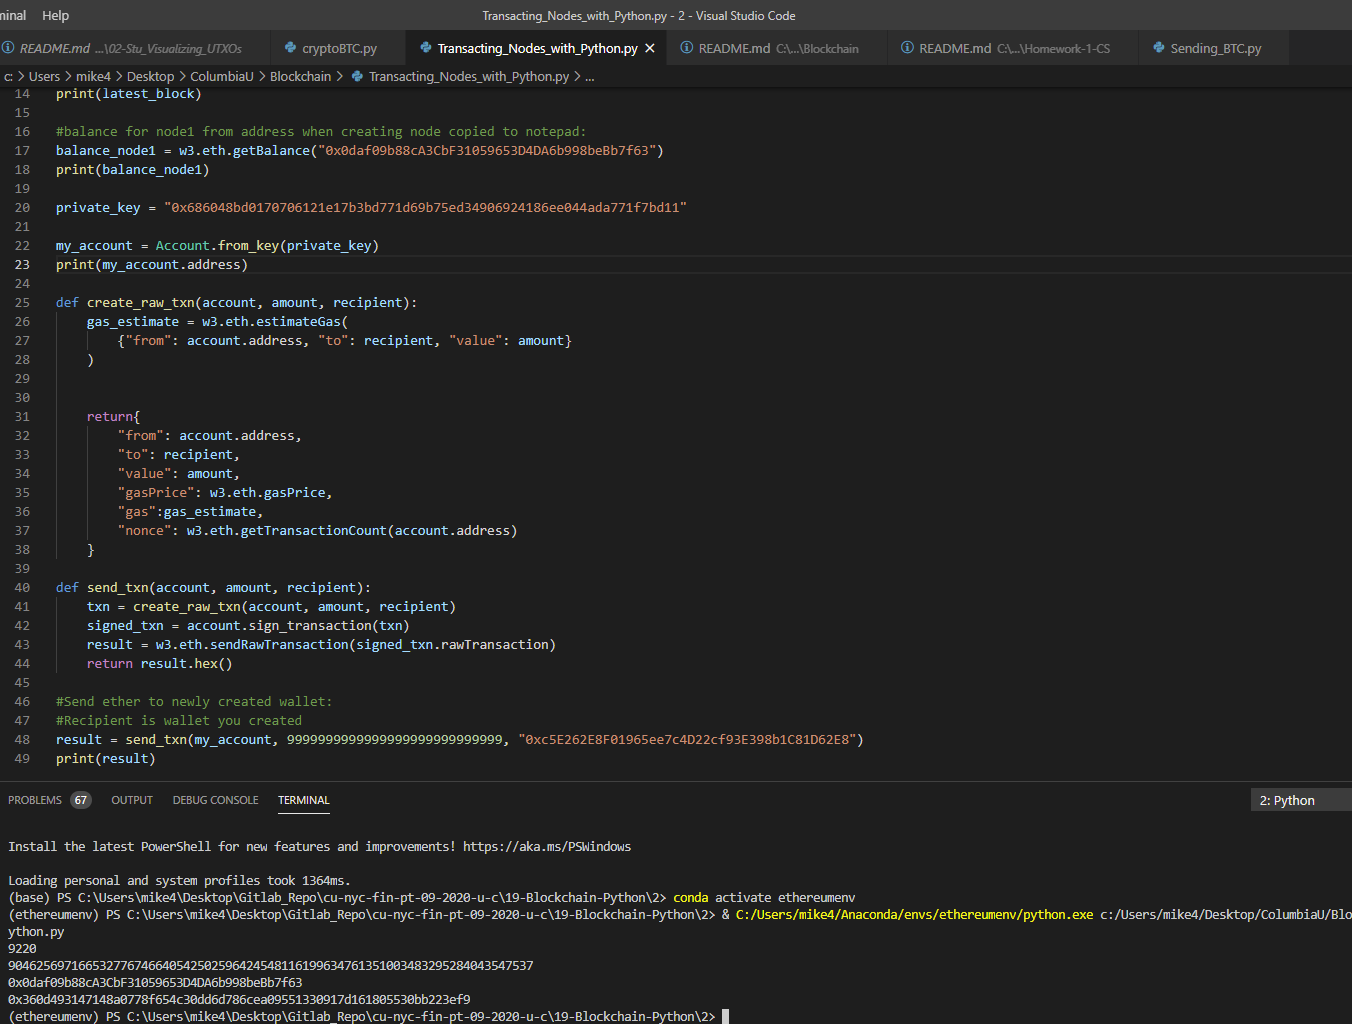 minal Help Transacting_Nodes_with_Python.py - 2 - Visual Studio Code
README.md ...\02-Stu_Visualizing_UTXOs cryptoBTC.py Transacting_Nodes_with_Python.py README.md C:\...\Blockchain README.md C:\...\Homework-1-CS Sending_BTC.py
c: > Users > mike4 > Desktop > ColumbiaU > Blockchain > Transacting_Nodes_with_Python.py > ...
14 print(latest_block)
15
16 #balance for node1 from address when creating node copied to notepad:
17 balance_node1 = w3.eth.getBalance("0x0daf09b88cA3CbF31059653D4DA6b998beBb7f63")
18 print(balance_node1)
19
20 private_key = "0x686048bd0170706121e17b3bd771d69b75ed34906924186ee044ada771f7bd11"
21
22 my_account = Account.from_key(private_key)
23 print(my_account.address)
24
25 def create_raw_txn(account, amount, recipient):
26 gas_estimate = w3.eth.estimateGas(
27 {"from": account.address, "to": recipient, "value": amount}
28 )
29
30
31 return{
32 "from": account.address,
33 "to": recipient,
34 "value": amount,
35 "gasPrice": w3.eth.gasPrice,
36 "gas":gas_estimate,
37 "nonce": w3.eth.getTransactionCount(account.address)
38 }
39
40 def send_txn(account, amount, recipient):
41 txn = create_raw_txn(account, amount, recipient)
42 signed_txn = account.sign_transaction(txn)
43 result = w3.eth.sendRawTransaction(signed_txn.rawTransaction)
44 return result.hex()
45
46 #Send ether to newly created wallet:
47 #Recipient is wallet you created
48 result = send_txn(my_account, 9999999999999999999999999999, "0xc5E262E8F01965ee7c4D22cf93E398b1C81D62E8")
49 print(result)
PROBLEMS 67 OUTPUT DEBUG CONSOLE TERMINAL 2: Python
Install the latest PowerShell for new features and improvements! https://aka.ms/PSWindows
Loading personal and system profiles took 1364ms.
(base) PS C:\Users\mike4\Desktop\Gitlab_Repo\cu-nyc-fin-pt-09-2020-u-c\19-Blockchain-Python\2> conda activate ethereumenv
(ethereumenv) PS C:\Users\mike4\Desktop\Gitlab_Repo\cu-nyc-fin-pt-09-2020-u-c\19-Blockchain-Python\2> & C:/Users/mike4/Anaconda/envs/ethereumenv/python.exe c:/Users/mike4/Desktop/ColumbiaU/Blo
ython.py
9220
90462569716653277674664054250259642454811619963476135100348329528404354​7537
0x0daf09b88cA3CbF31059653D4DA6b998beBb7f63
0x360d493147148a0778f654c30dd6d786cea09551330917d161805530bb223ef9
(ethereumenv) PS C:\Users\mike4\Desktop\Gitlab_Repo\cu-nyc-fin-pt-09-2020-u-c\19-Blockchain-Python\2>